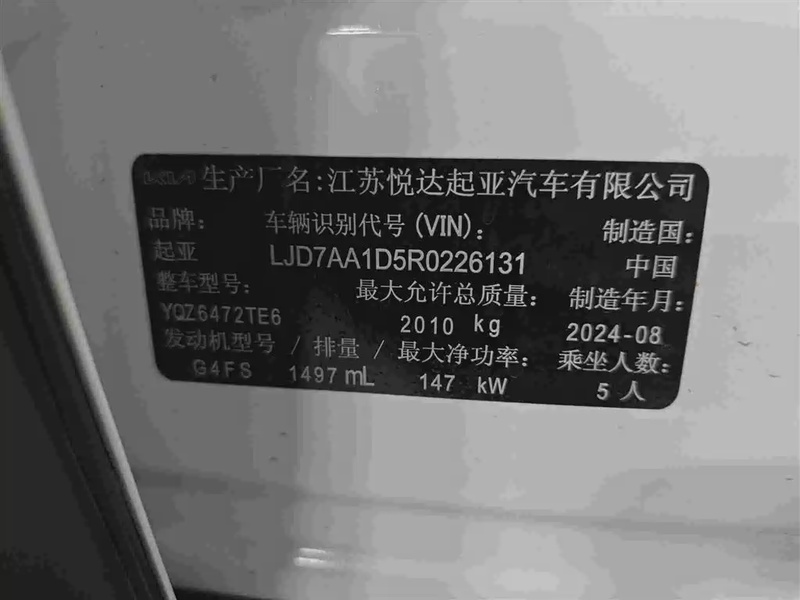 KIA 生产厂名:江苏悦达起亚汽车有限公司
品牌: 车辆识别代号(VIN): 制造国:
起亚 LJD7AA1D5R0226131 中国
整车型号: 最大允许总质量: 制造年月:
YQZ6472TE6 2010 kg 2024-08
发动机型号 / 排量 / 最大净功率: 乘坐人数:
G4FS 1497 mL 147 kW 5 人